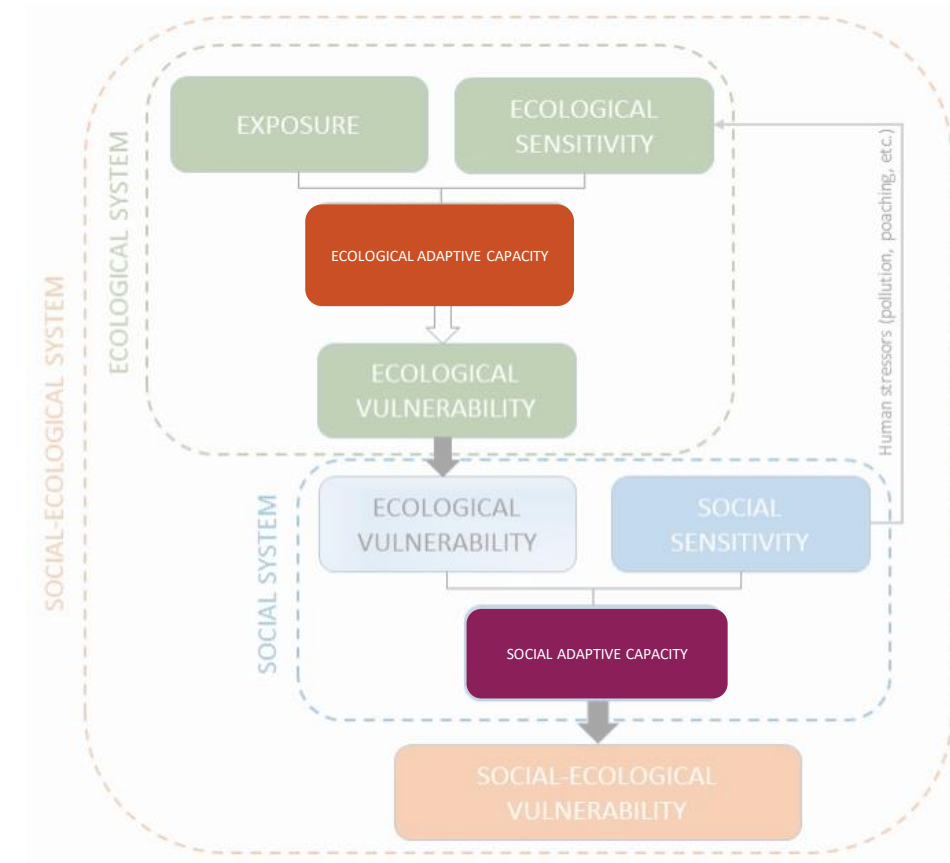 EXPOSURE
ECOLOGICAL
SENSITIVITY
ECOLOGICAL ADAPTIVE CAPACITY
ECOLOGICAL
VULNERABILITY
ECOLOGICAL SYSTEM
Human stressors (pollution, poaching, etc.)
SOCIAL-ECOLOGICAL SYSTEM
ECOLOGICAL
VULNERABILITY
SOCIAL
SENSITIVITY
SOCIAL SYSTEM
SOCIAL ADAPTIVE CAPACITY
SOCIAL-ECOLOGICAL
VULNERABILITY